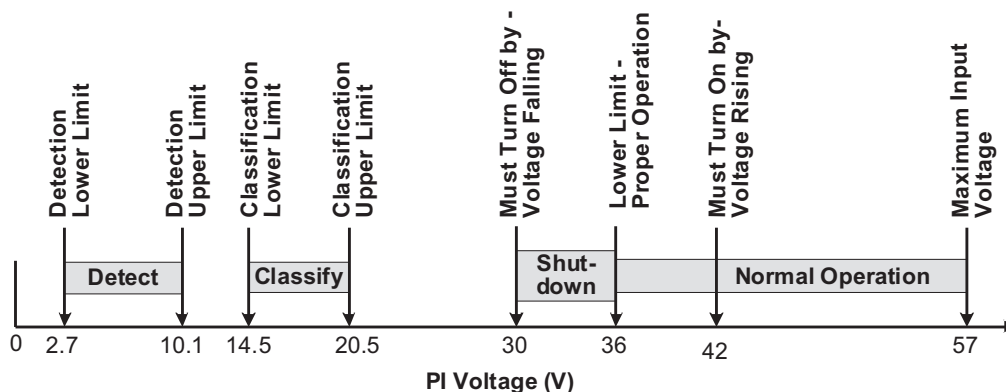 Detection
Lower Limit
Detection
Upper Limit
Classification
Lower Limit
Classification
Upper Limit
Must Turn Off by -
Voltage Falling
Lower Limit -
Proper Operation
Must Turn On by-
Voltage Rising
Maximum Input
Voltage
Detect
Classify
Shut-
down
Normal Operation
0
2.7
10.1
14.5
20.5
30
36
42
57
PI Voltage (V)